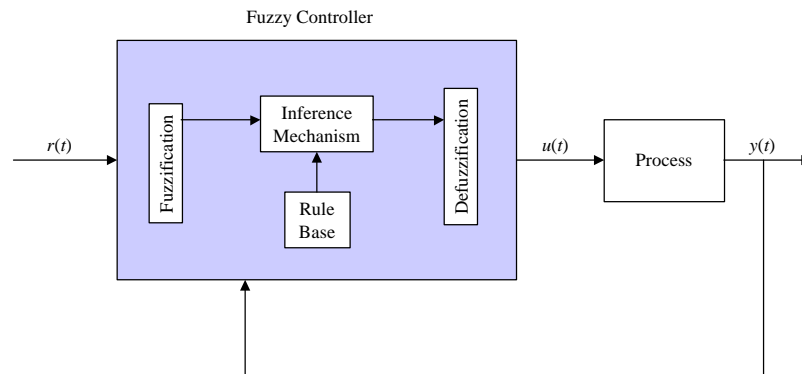 Fuzzy Controller
Fuzzification
Inference
Mechanism
Rule
Base
Defuzzification
r(t)
u(t)
Process
y(t)